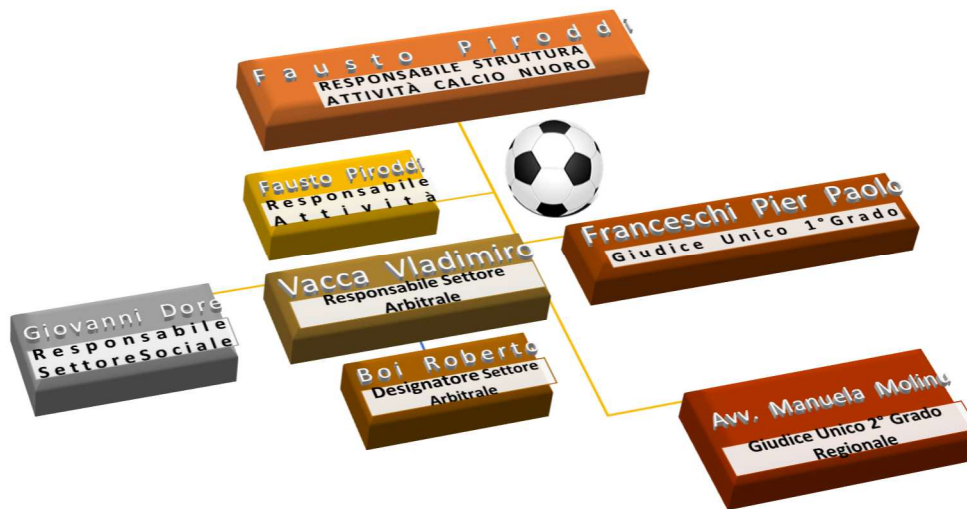 Fausto Piroddi
RESPONSABILE STRUTTURA
ATTIVITÀ CALCIO NUORO
Fausto Piroddi
Responsabile
Attività
Franceschi Pier Paolo
Giudice Unico 1°Grado
Vacca Vladimiro
Responsabile Settore
Arbitrale
Giovanni Dore
Responsabile
SettoreSociale
Boi Roberto
Designatore Settore
Arbitrale
Avv. Manuela Molinu
Giudice Unico 2° Grado
Regionale